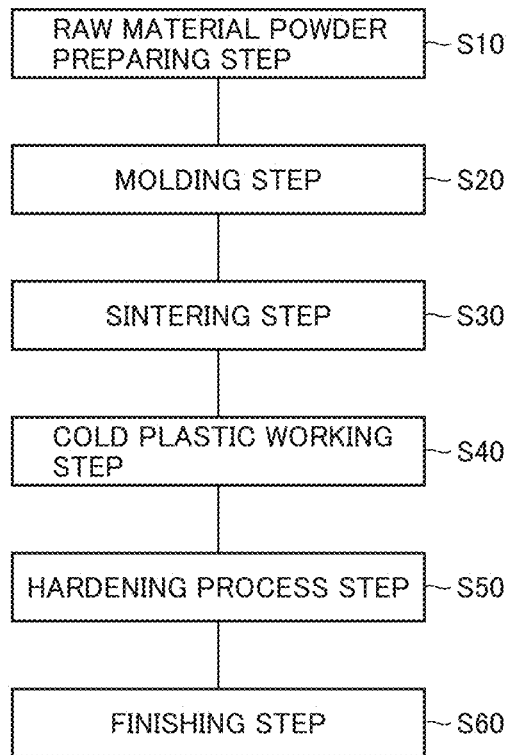 RAW MATERIAL POWDER
PREPARING STEP
S10
MOLDING STEP
S20
SINTERING STEP
S30
COLD PLASTIC WORKING
STEP
S40
HARDENING PROCESS STEP
S50
FINISHING STEP
S60